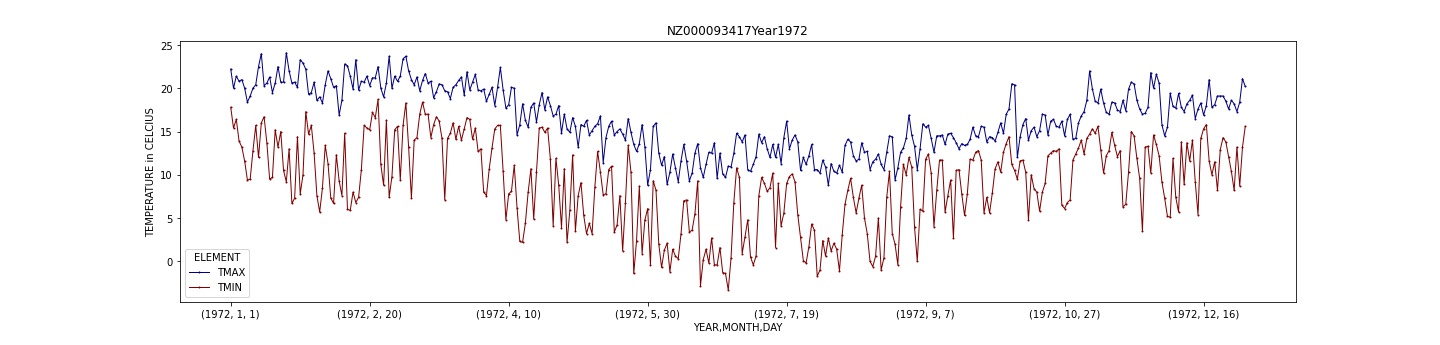 NZ000093417Year1972
TEMPERATURE in CELCIUS
25
20
15
10
5
0
ELEMENT
TMAX
TMIN
(1972, 1, 1) (1972, 2, 20) (1972, 4, 10) (1972, 5, 30) (1972, 7, 19) (1972, 9, 7) (1972, 10, 27) (1972, 12, 16)
YEAR,MONTH,DAY